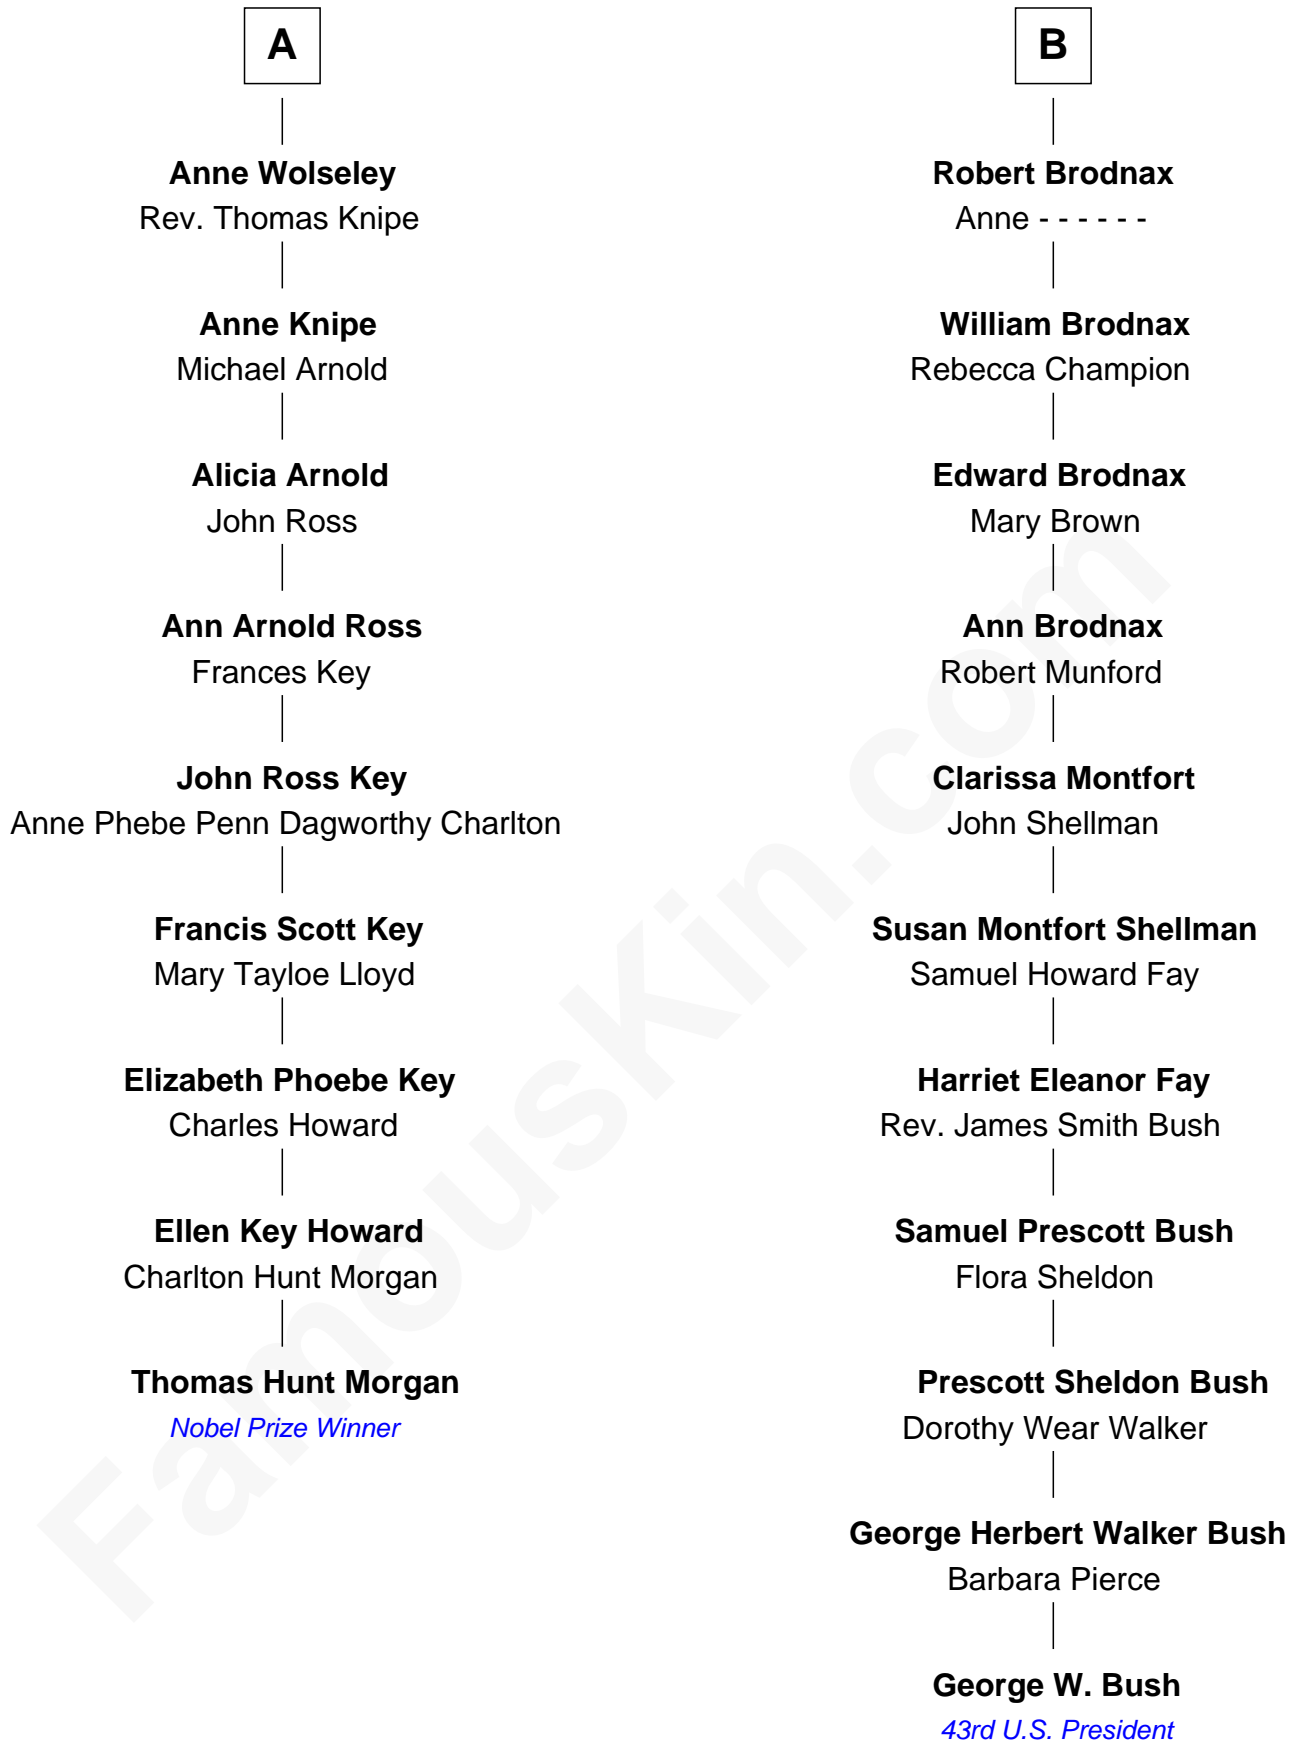 A
Anne Wolseley
Rev. Thomas Knipe
Anne Knipe
Michael Arnold
Alicia Arnold
John Ross
Ann Arnold Ross
Frances Key
John Ross Key
Anne Phebe Penn Dagworthy Charlton
Francis Scott Key
Mary Tayloe Lloyd
Elizabeth Phoebe Key
Charles Howard
Ellen Key Howard
Charlton Hunt Morgan
Thomas Hunt Morgan
Nobel Prize Winner
B
Robert Brodnax
Anne - - - - - -
William Brodnax
Rebecca Champion
Edward Brodnax
Mary Brown
Ann Brodnax
Robert Munford
Clarissa Montfort
John Shellman
Susan Montfort Shellman
Samuel Howard Fay
Harriet Eleanor Fay
Rev. James Smith Bush
Samuel Prescott Bush
Flora Sheldon
Prescott Sheldon Bush
Dorothy Wear Walker
George Herbert Walker Bush
Barbara Pierce
George W. Bush
43rd U.S. President
FamousKin.com